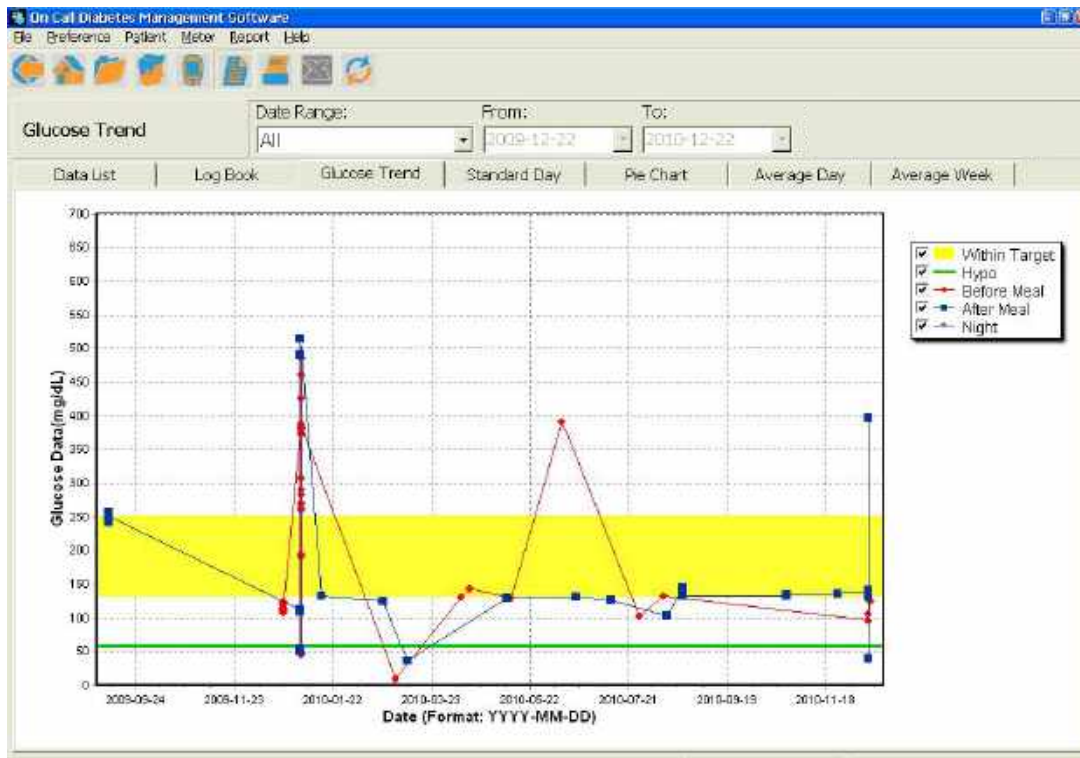 On Call Diabetes Management Software
File Preference Patient Meter Report Help
Glucose Trend
Date Range: From: To:
All 2009-12-22 2010-12-22
Data List Log Book Glucose Trend Standard Day Pie Chart Average Day Average Week
700
650
600
550
500
450
400
350
300
250
200
150
100
50
0
Glucose Data(mg/dL)
2009-09-24 2009-11-23 2010-01-22 2010-03-23 2010-05-22 2010-07-21 2010-09-19 2010-11-18
Date (Format: YYYY-MM-DD)
Within Target
Hypo
Before Meal
After Meal
Night